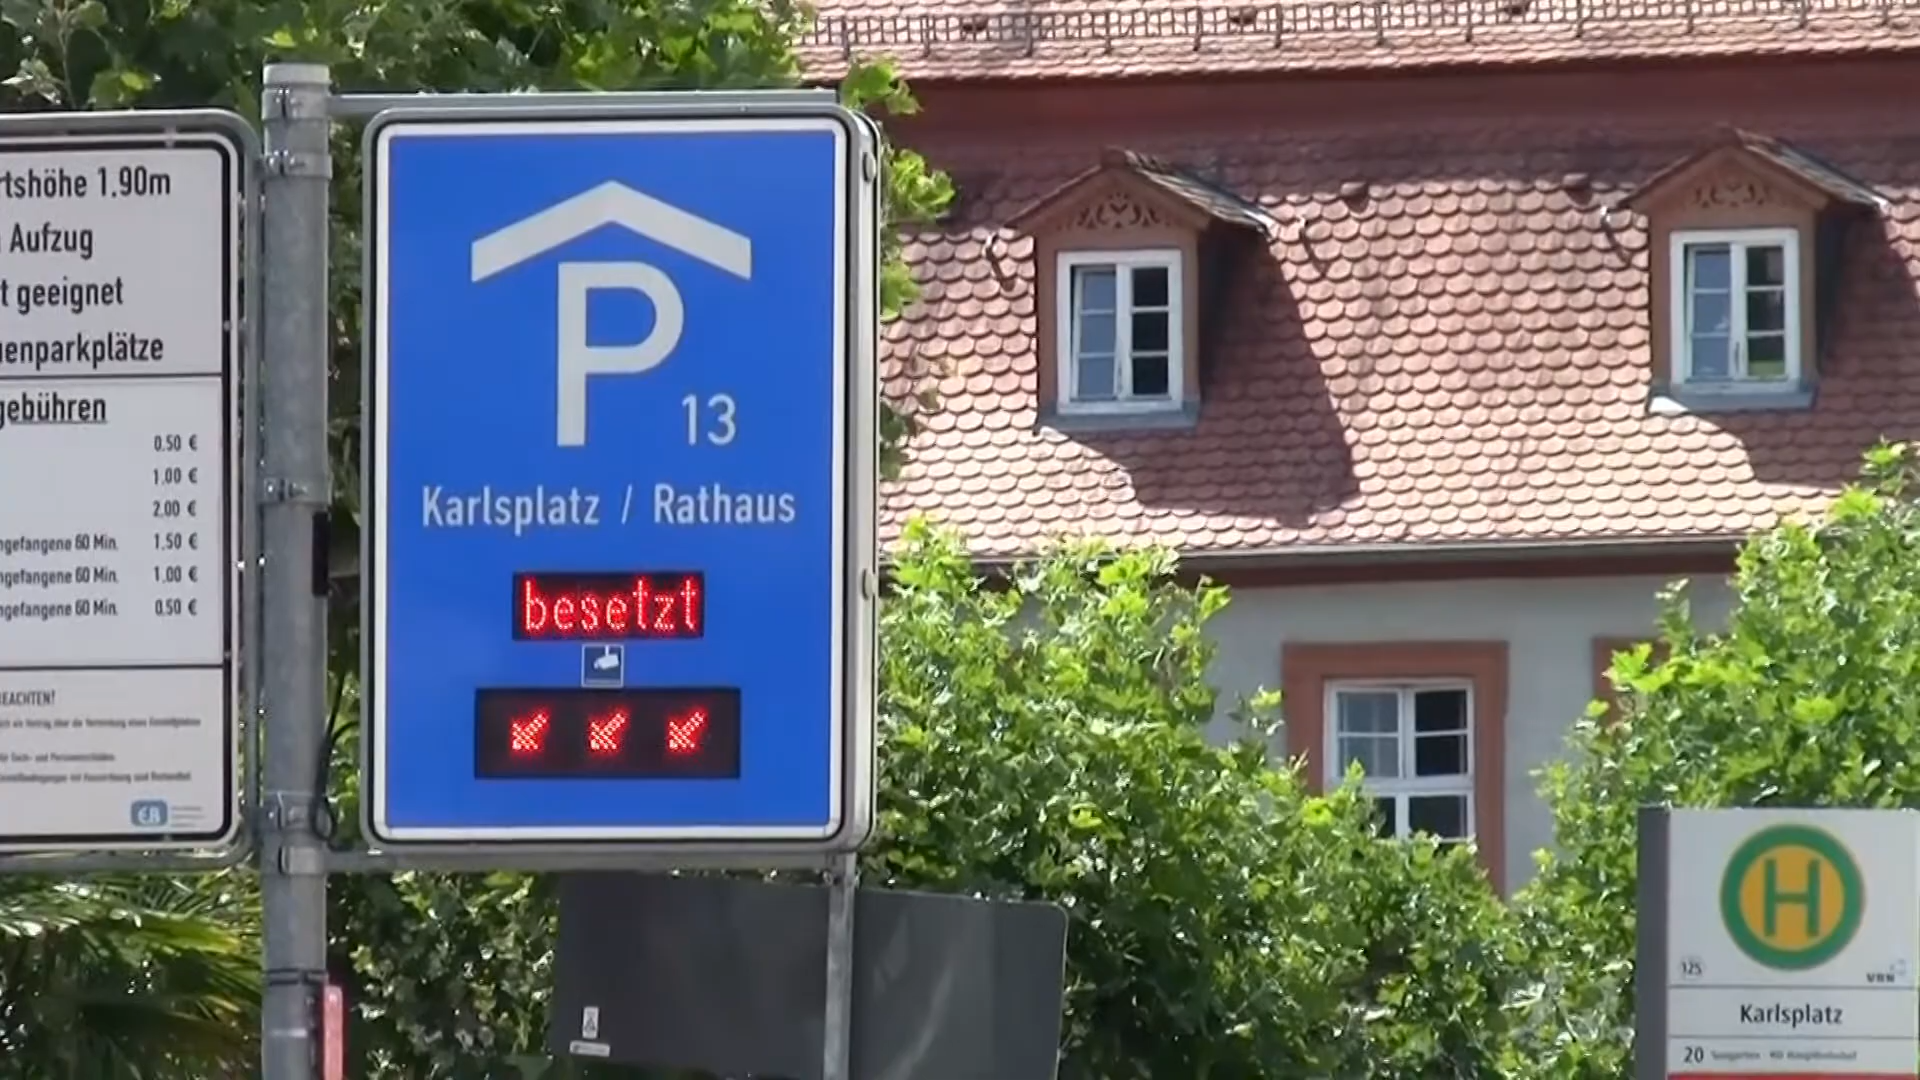 rtshöhe 1.90m
Aufzug
t geeignet
enparkplätze
gebühren
0.50 €
1.00 €
2.00 €
ngefangene 60 Min. 1.50 €
ngefangene 60 Min. 1.00 €
ngefangene 60 Min. 0.50 €
EACHTEN!
P
13
Karlsplatz / Rathaus
besetzt
H
125
VRN
Karlsplatz
20